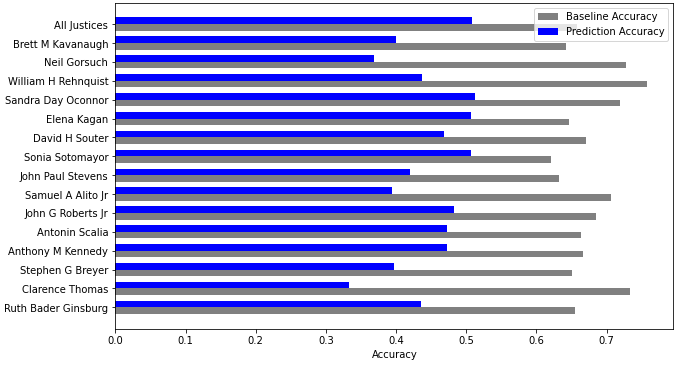 Baseline Accuracy
Prediction Accuracy
All Justices
Brett M Kavanaugh
Neil Gorsuch
William H Rehnquist
Sandra Day Oconnor
Elena Kagan
David H Souter
Sonia Sotomayor
John Paul Stevens
Samuel A Alito Jr
John G Roberts Jr
Antonin Scalia
Anthony M Kennedy
Stephen G Breyer
Clarence Thomas
Ruth Bader Ginsburg
0.0 0.1 0.2 0.3 0.4 0.5 0.6 0.7
Accuracy